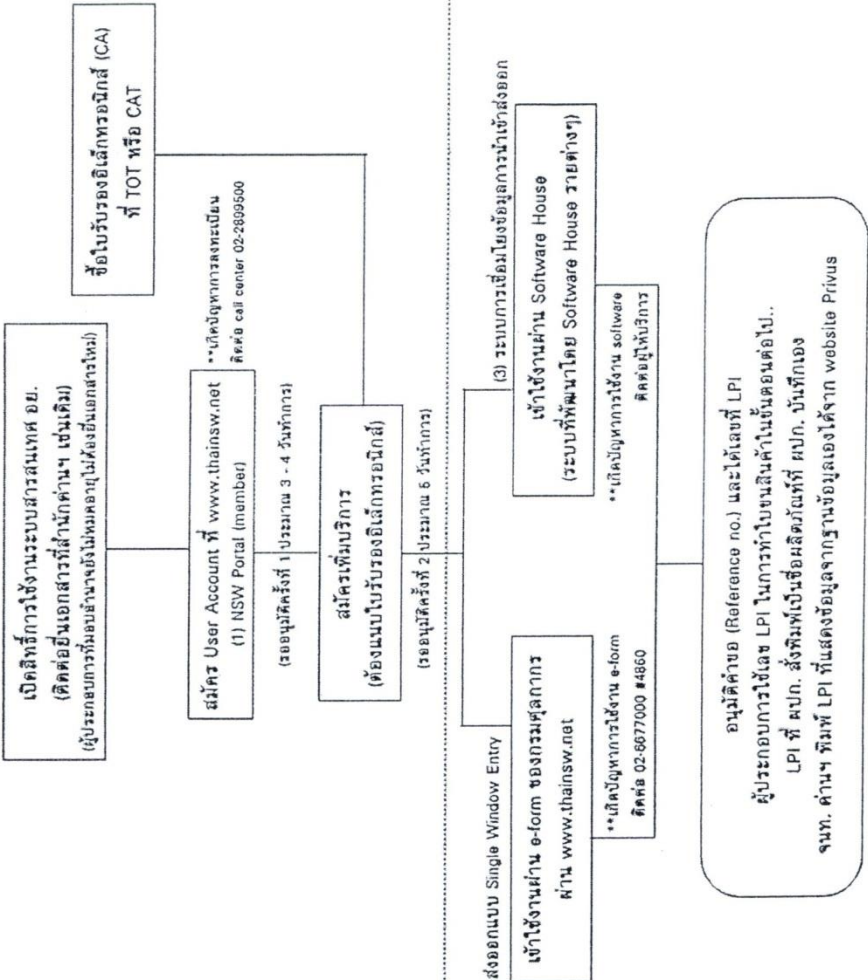 เปิดสิทธิ์การใช้งานระบบสารสนเทศ อย.
(ติดต่อยื่นเอกสารที่สำนักด่านฯ เช่นเดิม)
(ผู้ประกอบการที่มอบอำนาจยังไม่หมดอายุไม่ต้องยื่นเอกสารใหม่)
ซื้อใบรับรองอิเล็กทรอนิกส์ (CA)
ที่ TOT หรือ CAT
สมัคร User Account ที่ www.thainsw.net
(1) NSW Portal (member)
**เกิดปัญหาการลงทะเบียน
ติดต่อ call center 02-2899500
(รออนุมัติครั้งที่ 1 ประมาณ 3 - 4 วันทำการ)
สมัครเพิ่มบริการ
(ต้องแนบใบรับรองอิเล็กทรอนิกส์)
(รออนุมัติครั้งที่ 2 ประมาณ 5 วันทำการ)
ส่งออกแบบ Single Window Entry
เข้าใช้งานผ่าน e-form ของกรมศุลกากร
ผ่าน www.thainsw.net
**เกิดปัญหาการใช้งาน e-form
ติดต่อ 02-6677000 #4860
(3) ระบบการเชื่อมโยงข้อมูลการนำเข้าส่งออก
เข้าใช้งานผ่าน Software House
(ระบบที่พัฒนาโดย Software House รายต่างๆ)
**เกิดปัญหาการใช้งาน software
ติดต่อผู้ให้บริการ
อนุมัติคำขอ (Reference no.) และได้เลขที่ LPI
ผู้ประกอบการใช้เลข LPI ในการทำใบขนสินค้าในขั้นตอนต่อไป..
LPI ที่ ผปก. สั่งพิมพ์เป็นชื่อผลิตภัณฑ์ที่ ผปก. บันทึกเอง
จนท. ด่านฯ พิมพ์ LPI ที่แสดงข้อมูลจากฐานข้อมูลเองได้จาก website Privus